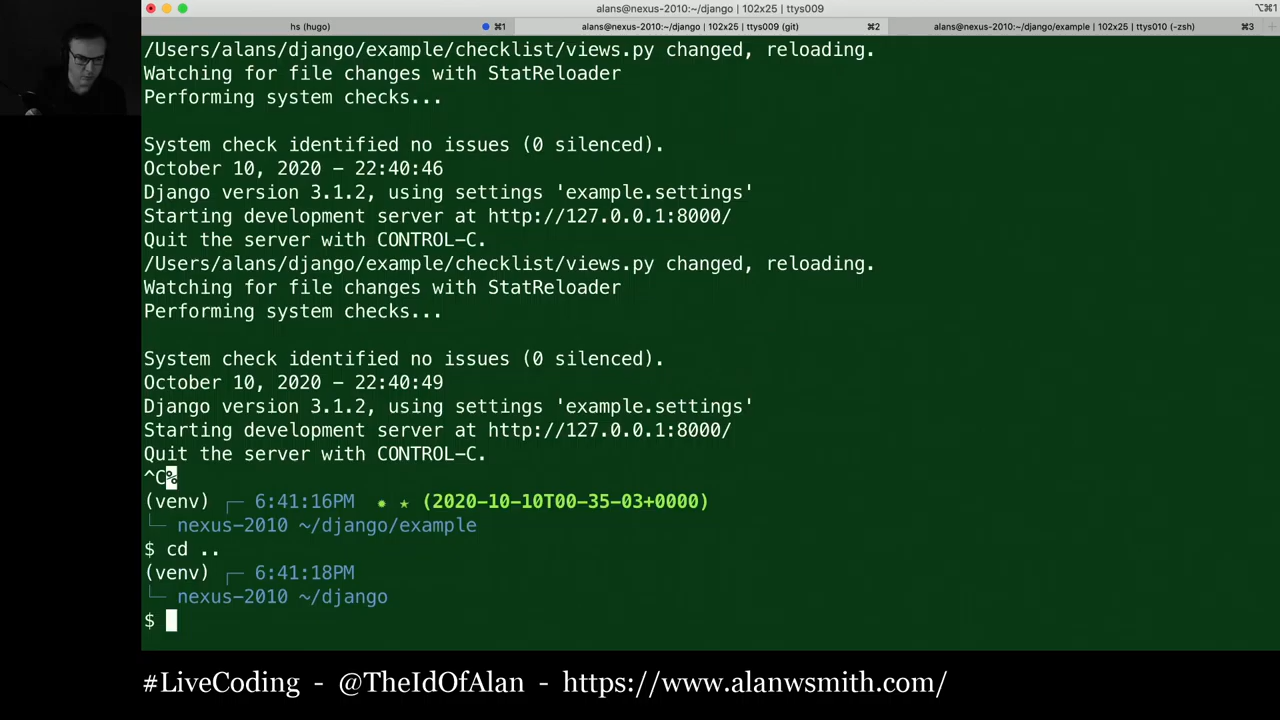 alans@nexus-2010:~/django | 102x25 | ttys009
⌥⌘1
hs (hugo)
⌘1
alans@nexus-2010:~/django | 102x25 | ttys009 (git)
⌘2
alans@nexus-2010:~/django/example | 102x25 | ttys010 (-zsh)
⌘3
/Users/alans/django/example/checklist/views.py changed, reloading.
Watching for file changes with StatReloader
Performing system checks...
System check identified no issues (0 silenced).
October 10, 2020 - 22:40:46
Django version 3.1.2, using settings 'example.settings'
Starting development server at http://127.0.0.1:8000/
Quit the server with CONTROL-C.
/Users/alans/django/example/checklist/views.py changed, reloading.
Watching for file changes with StatReloader
Performing system checks...
System check identified no issues (0 silenced).
October 10, 2020 - 22:40:49
Django version 3.1.2, using settings 'example.settings'
Starting development server at http://127.0.0.1:8000/
Quit the server with CONTROL-C.
^C%
(venv) ┌─ 6:41:16PM ✹ ★ (2020-10-10T00-35-03+0000)
└─ nexus-2010 ~/django/example
$ cd ..
(venv) ┌─ 6:41:18PM
└─ nexus-2010 ~/django
$
#LiveCoding - @TheIdOfAlan - https://www.alanwsmith.com/